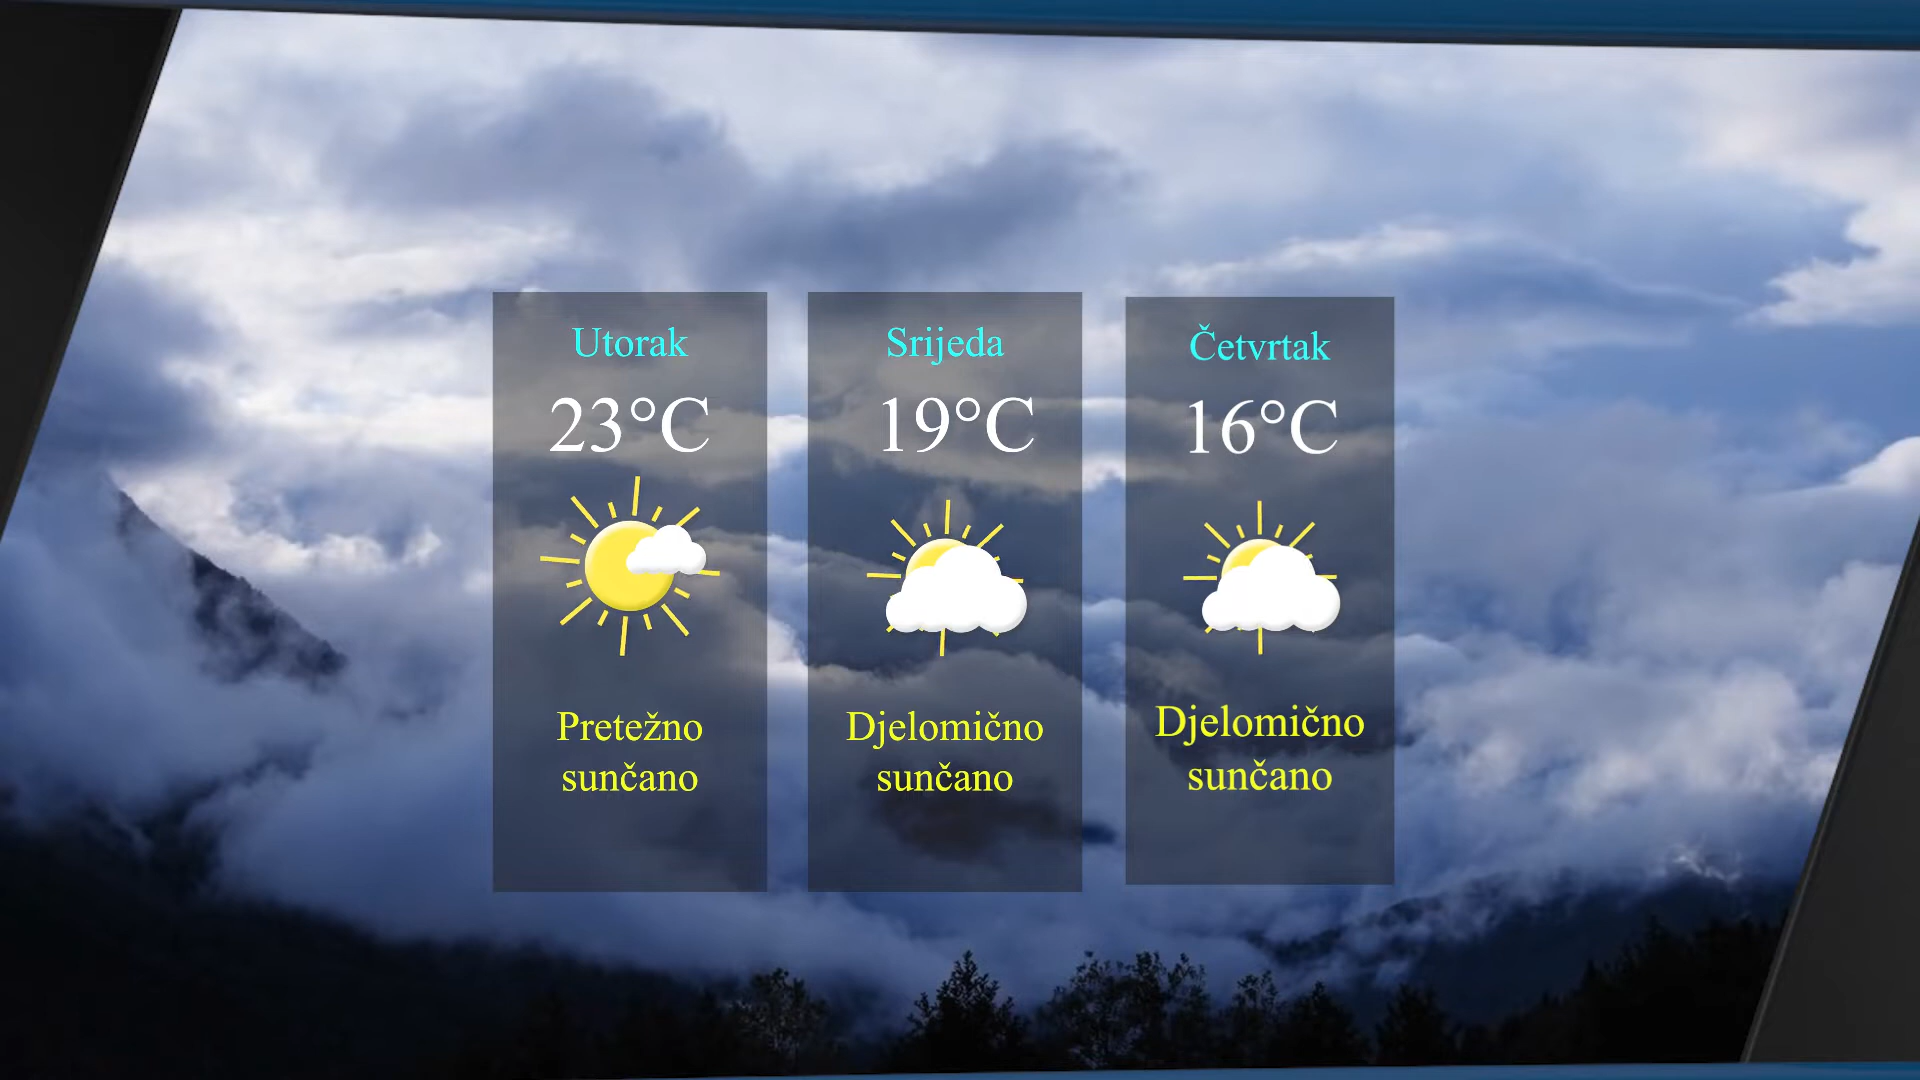 Utorak
23°C
Pretežno
sunčano
Srijeda
19°C
Djelomično
sunčano
Četvrtak
16°C
Djelomično
sunčano